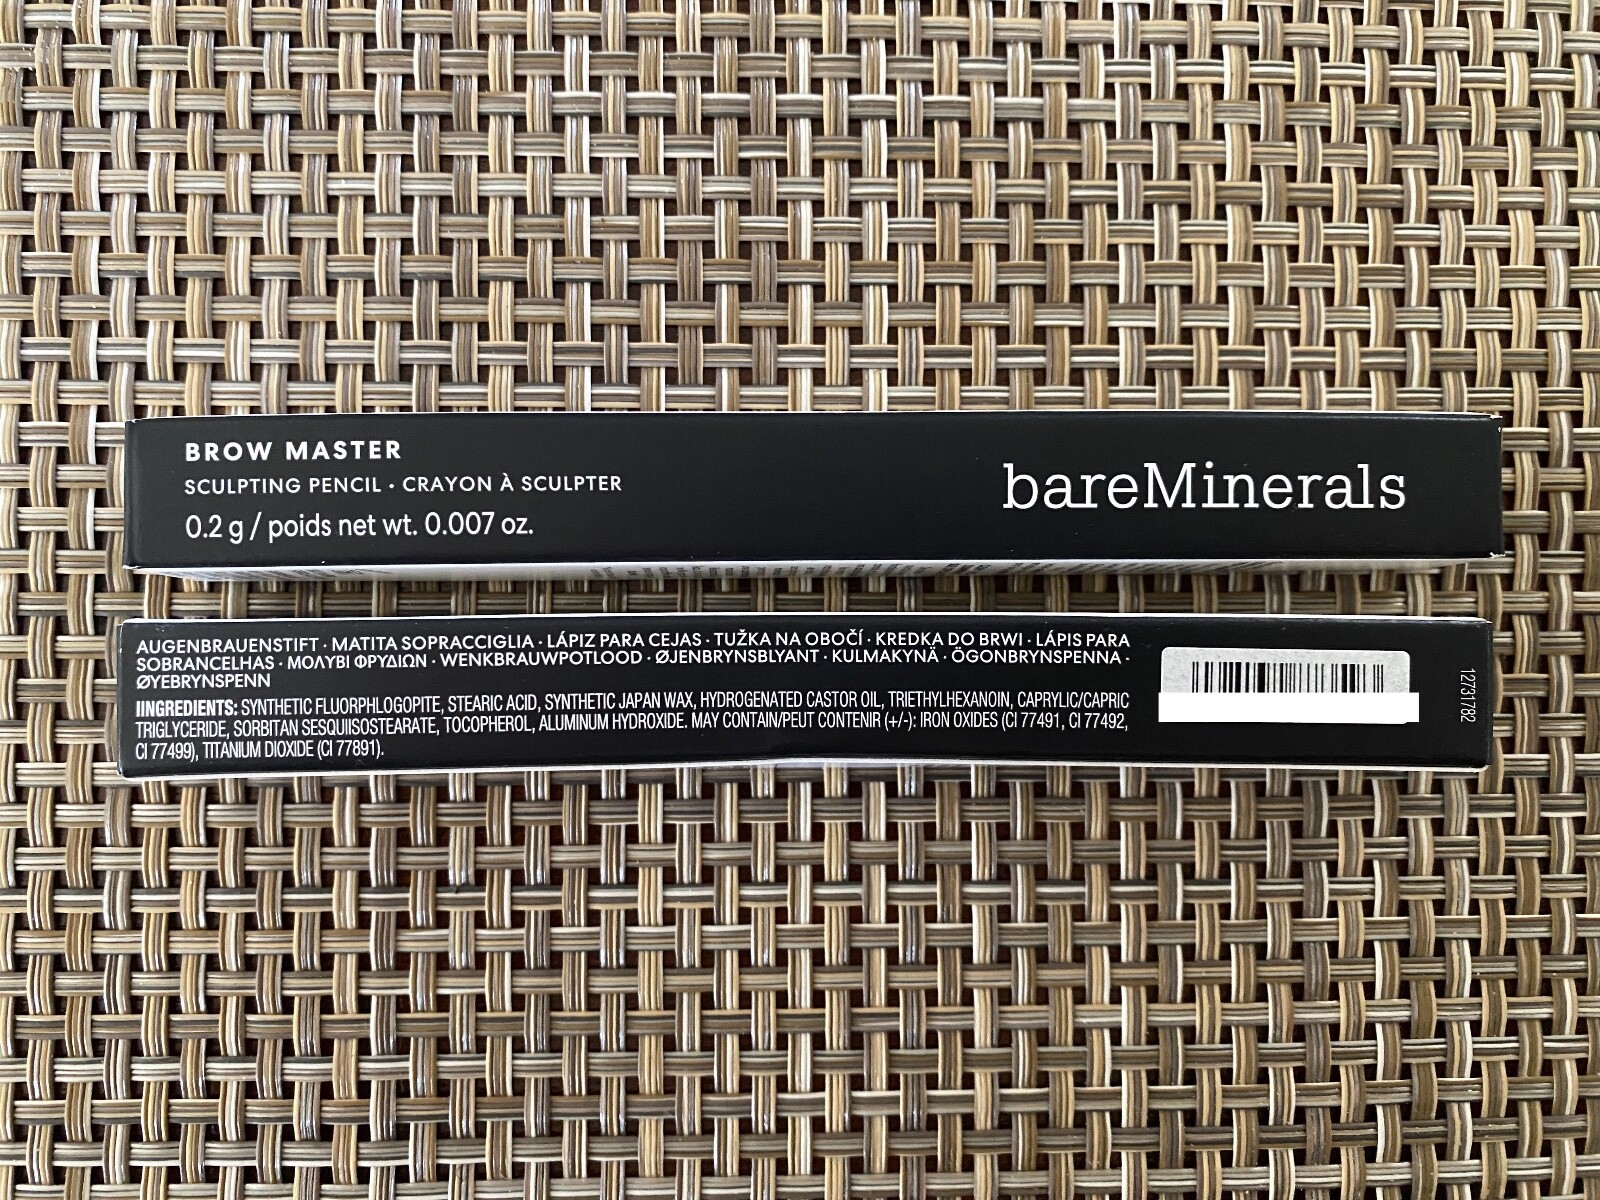 BROW MASTER
SCULPTING PENCIL · CRAYON À SCULPTER
0.2 g / poids net wt. 0.007 oz.
bareMinerals
AUGENBRAUENSTIFT · MATITA SOPRACCIGLIA · LÁPIZ PARA CEJAS · TUŽKA NA OBOČÍ · KREDKA DO BRWI · LÁPIS PARA
SOBRANCELHAS · ΜΟΛΥΒΙ ΦΡΥΔΙΩΝ · WENKBRAUWPOTLOOD · ØJENBRYNSBLYANT · KULMAKYNÄ · ÖGONBRYNSPENNA ·
ØYEBRYNSPENN
IINGREDIENTS: SYNTHETIC FLUORPHLOGOPITE, STEARIC ACID, SYNTHETIC JAPAN WAX, HYDROGENATED CASTOR OIL, TRIETHYLHEXANOIN, CAPRYLIC/CAPRIC
TRIGLYCERIDE, SORBITAN SESQUIISOSTEARATE, TOCOPHEROL, ALUMINUM HYDROXIDE. MAY CONTAIN/PEUT CONTENIR (+/-): IRON OXIDES (CI 77491, CI 77492,
CI 77499), TITANIUM DIOXIDE (CI 77891).
12731782